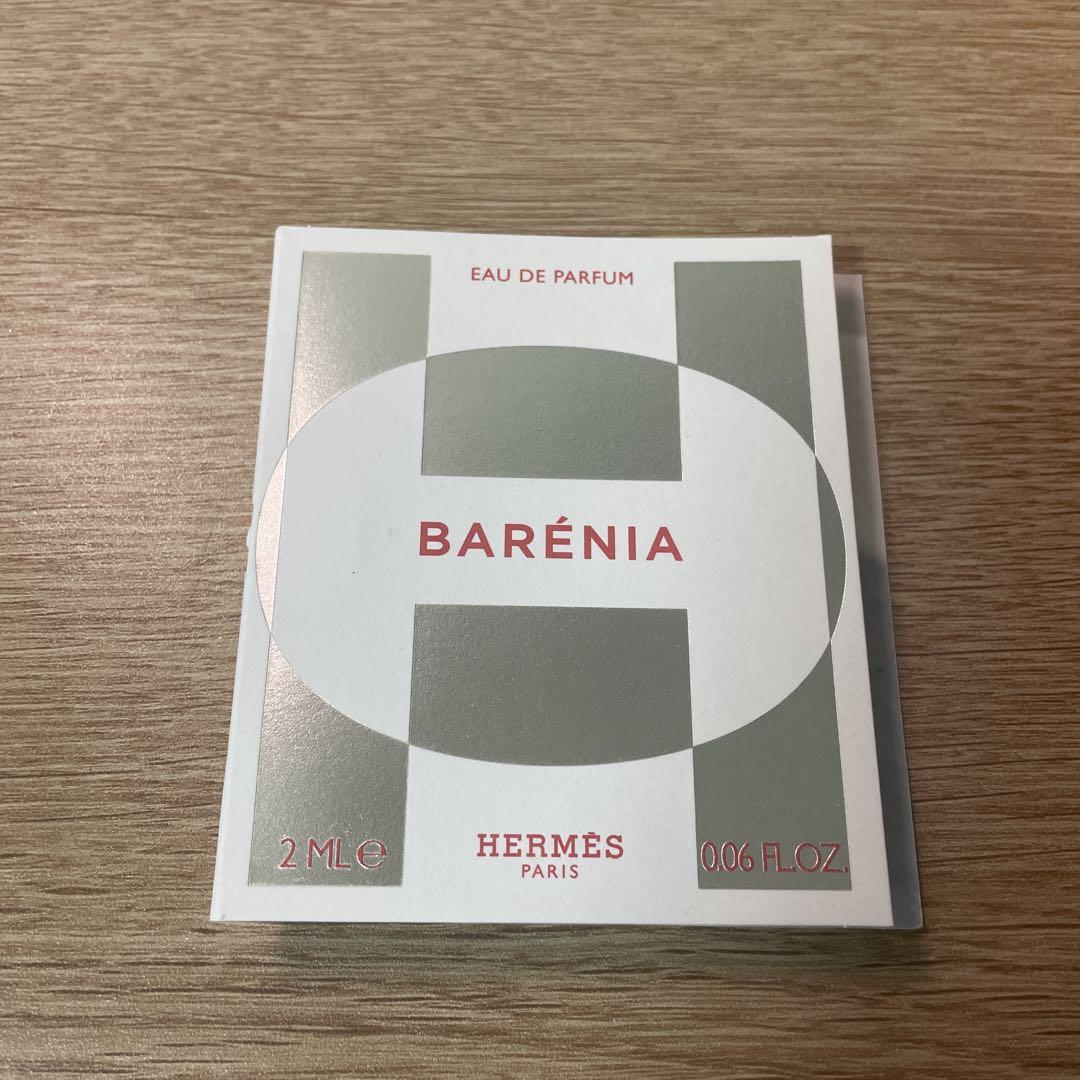 EAU DE PARFUM
BARÉNIA
2 ML ℮
HERMÈS
PARIS
0.06 FL.OZ.